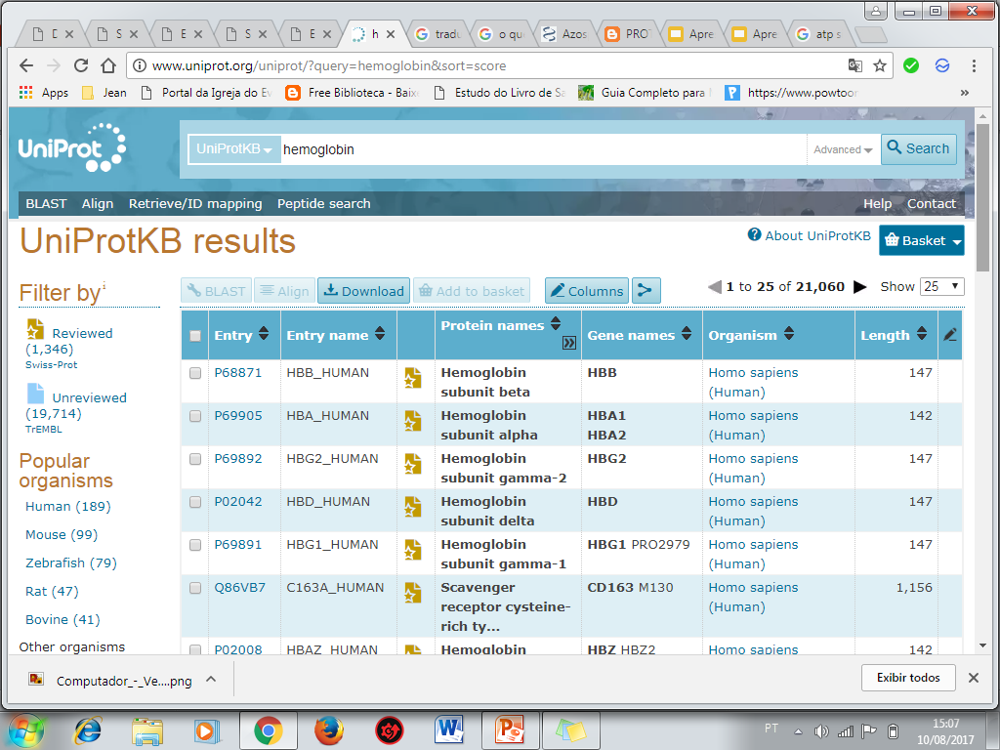 D S E S E h tradu o que Azos PRO Apre Apre atp s
www.uniprot.org/uniprot/?query=hemoglobin&sort=score
Apps Jean Portal da Igreja do Ev Free Biblioteca - Baix Estudo do Livro de Sa Guia Completo para https://www.powtoon »
UniProt UniProtKB hemoglobin Advanced Search
BLAST Align Retrieve/ID mapping Peptide search Help Contact
UniProtKB results
About UniProtKB Basket
Filter by i
BLAST Align Download Add to basket Columns 1 to 25 of 21,060 Show 25
Reviewed
(1,346)
Swiss-Prot
Unreviewed
(19,714)
TrEMBL
Popular
organisms
Human (189)
Mouse (99)
Zebrafish (79)
Rat (47)
Bovine (41)
Other organisms
Entry Entry name Protein names Gene names Organism Length
P68871 HBB_HUMAN Hemoglobin HBB Homo sapiens 147
subunit beta (Human)
P69905 HBA_HUMAN Hemoglobin HBA1 Homo sapiens 142
subunit alpha HBA2 (Human)
P69892 HBG2_HUMAN Hemoglobin HBG2 Homo sapiens 147
subunit gamma-2 (Human)
P02042 HBD_HUMAN Hemoglobin HBD Homo sapiens 147
subunit delta (Human)
P69891 HBG1_HUMAN Hemoglobin HBG1 PRO2979 Homo sapiens 147
subunit gamma-1 (Human)
Q86VB7 C163A_HUMAN Scavenger CD163 M130 Homo sapiens 1,156
receptor cysteine- (Human)
rich ty...
P02008 HBAZ_HUMAN Hemoglobin HBZ HBZ2 Homo sapiens 142
Computador_-_Ve....png Exibir todos
PT 15:07
10/08/2017